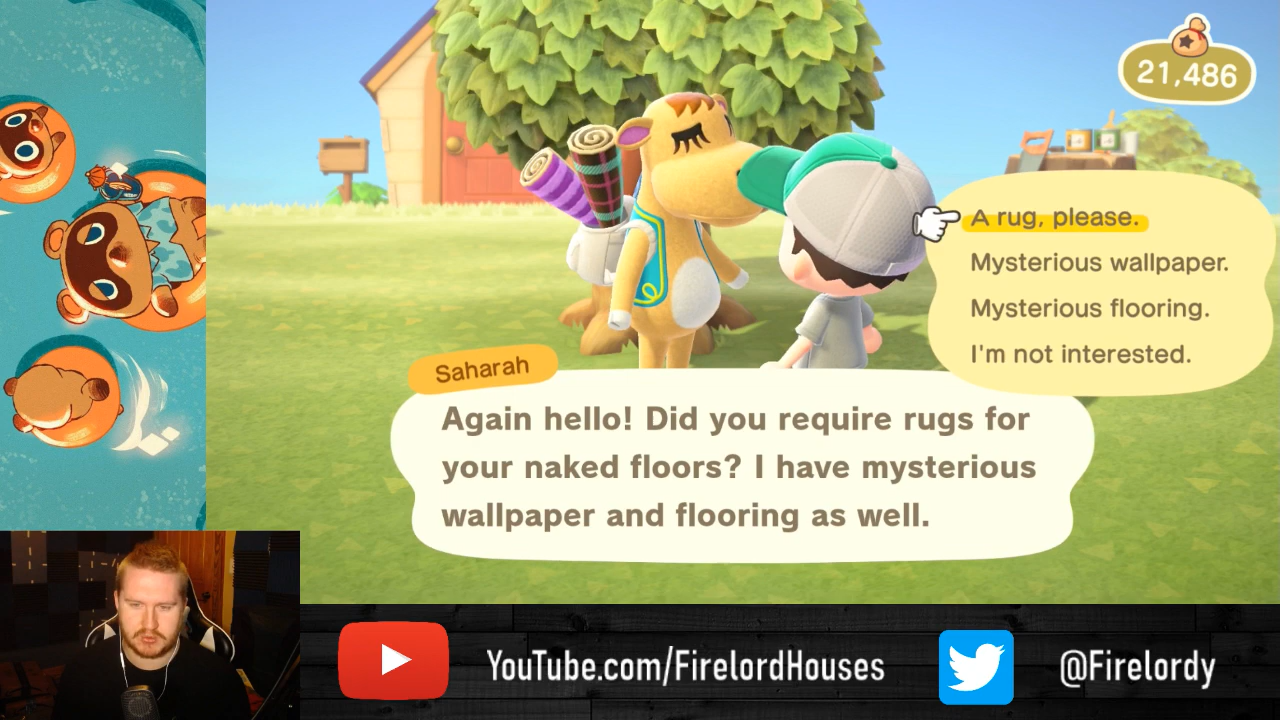 21,486
A rug, please.
Mysterious wallpaper.
Mysterious flooring.
I'm not interested.
Saharah
Again hello! Did you require rugs for
your naked floors? I have mysterious
wallpaper and flooring as well.
YouTube.com/FirelordHouses
@Firelordy